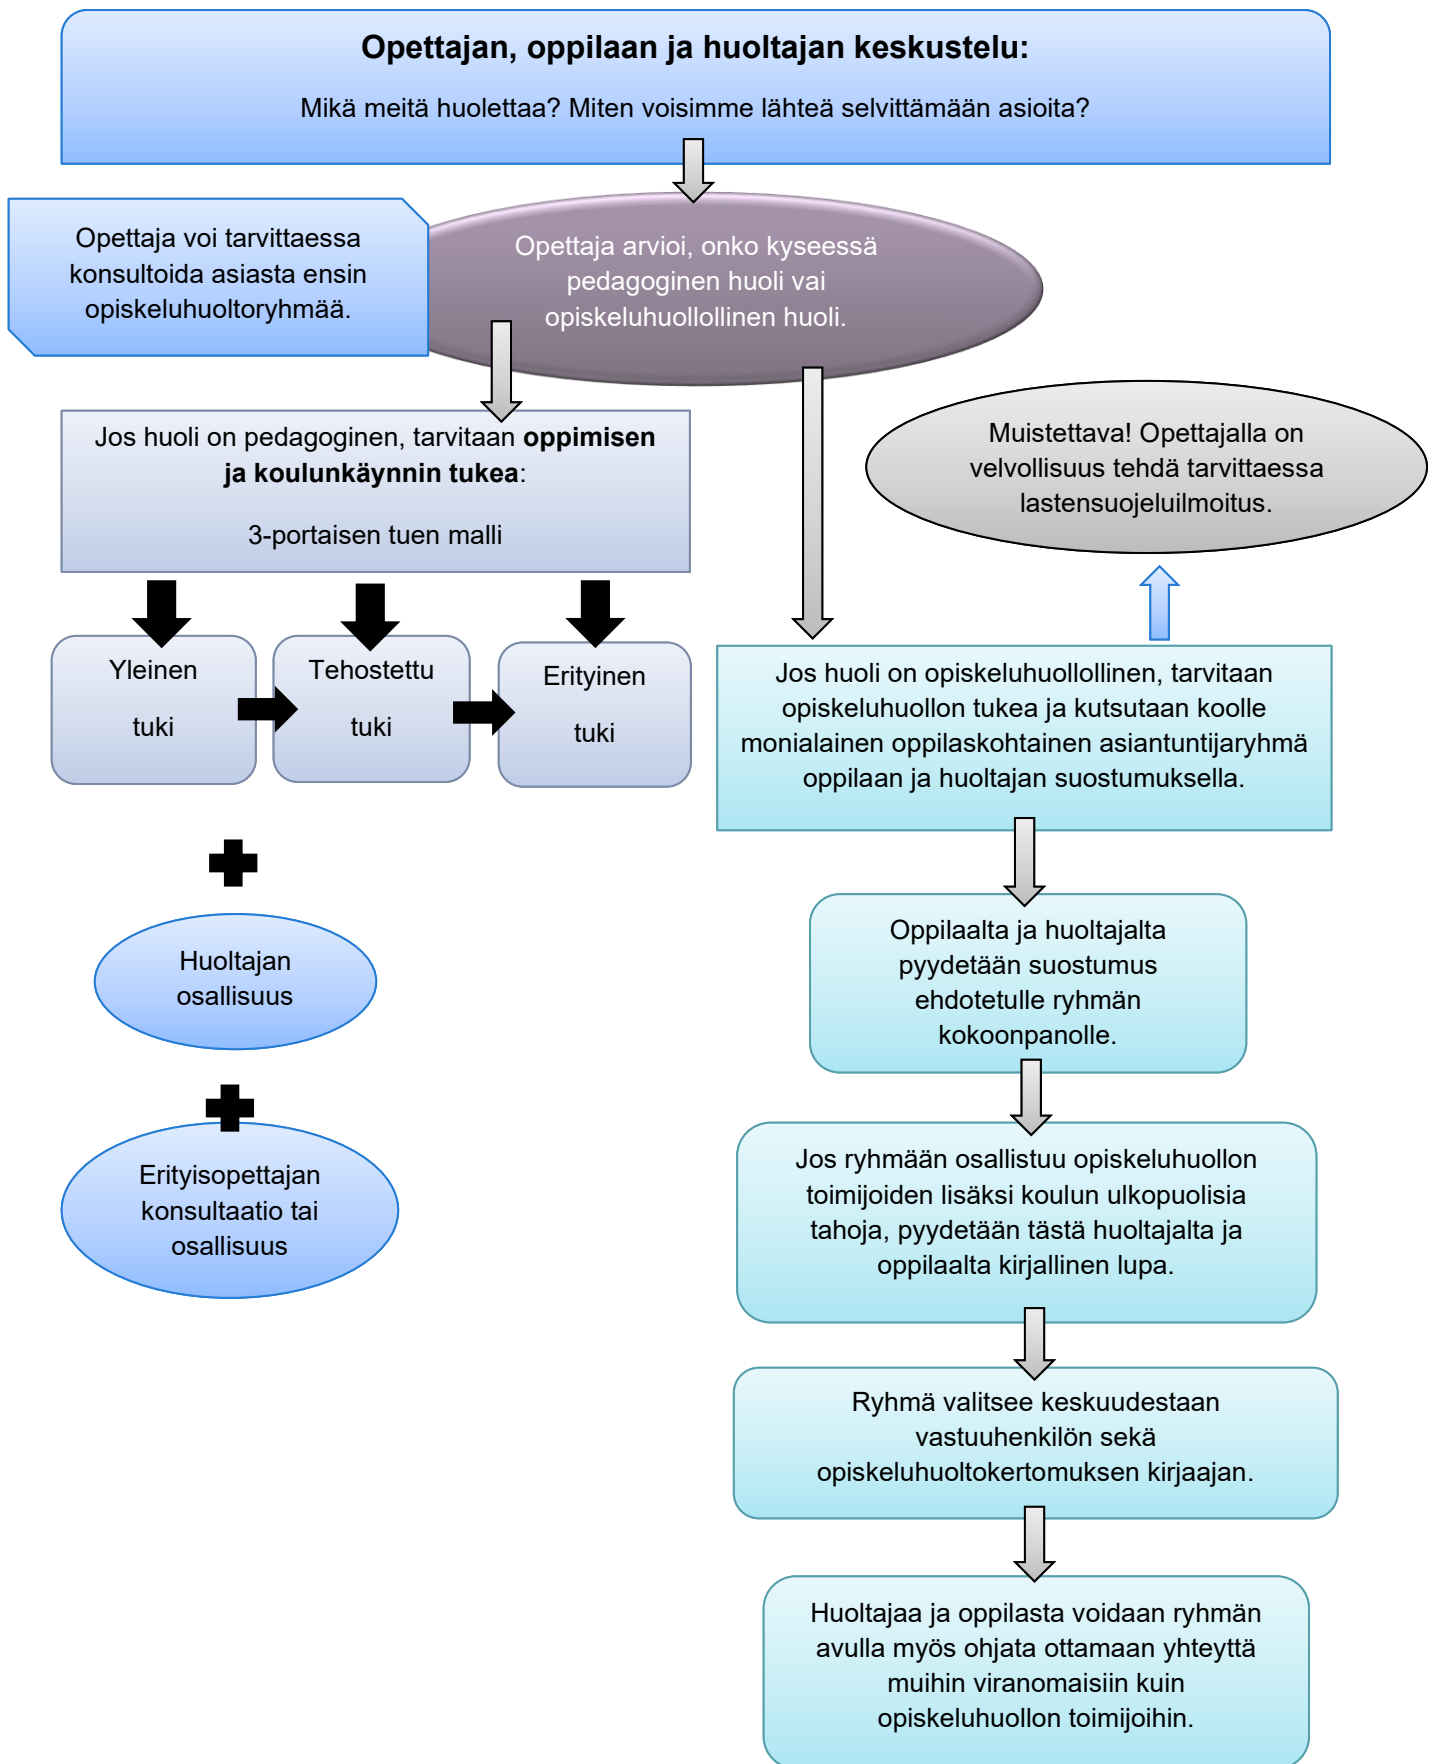 Opettajan, oppilaan ja huoltajan keskustelu:
Mikä meitä huolettaa? Miten voisimme lähteä selvittämään asioita?
Opettaja voi tarvittaessa
konsultoida asiasta ensin
opiskeluhuoltoryhmää.
Opettaja arvioi, onko kyseessä
pedagoginen huoli vai
opiskeluhuollollinen huoli.
Jos huoli on pedagoginen, tarvitaan oppimisen
ja koulunkäynnin tukea:
3-portaisen tuen malli
Muistettava! Opettajalla on
velvollisuus tehdä tarvittaessa
lastensuojeluilmoitus.
Yleinen
tuki
Tehostettu
tuki
Erityinen
tuki
Huoltajan
osallisuus
Erityisopettajan
konsultaatio tai
osallisuus
Jos huoli on opiskeluhuollollinen, tarvitaan
opiskeluhuollon tukea ja kutsutaan koolle
monialainen oppilaskohtainen asiantuntijaryhmä
oppilaan ja huoltajan suostumuksella.
Oppilaalta ja huoltajalta
pyydetään suostumus
ehdotetulle ryhmän
kokoonpanolle.
Jos ryhmään osallistuu opiskeluhuollon
toimijoiden lisäksi koulun ulkopuolisia
tahoja, pyydetään tästä huoltajalta ja
oppilaalta kirjallinen lupa.
Ryhmä valitsee keskuudestaan
vastuuhenkilön sekä
opiskeluhuoltokertomuksen kirjaajan.
Huoltajaa ja oppilasta voidaan ryhmän
avulla myös ohjata ottamaan yhteyttä
muihin viranomaisiin kuin
opiskeluhuollon toimijoihin.